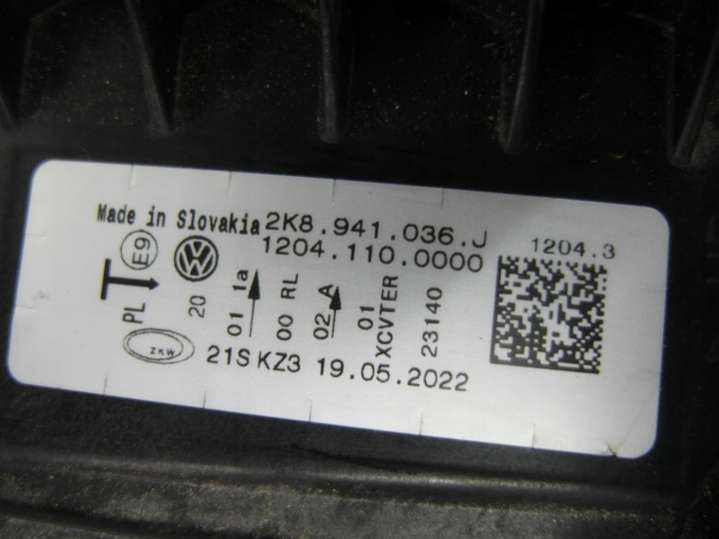 Made in Slovakia 2K8.941.036.J
1204.110.0000
1204.3
E9
PL
T
20
01 1a
00 RL
02 A
01
XCVTER
23140
ZKW
21S KZ3 19.05.2022